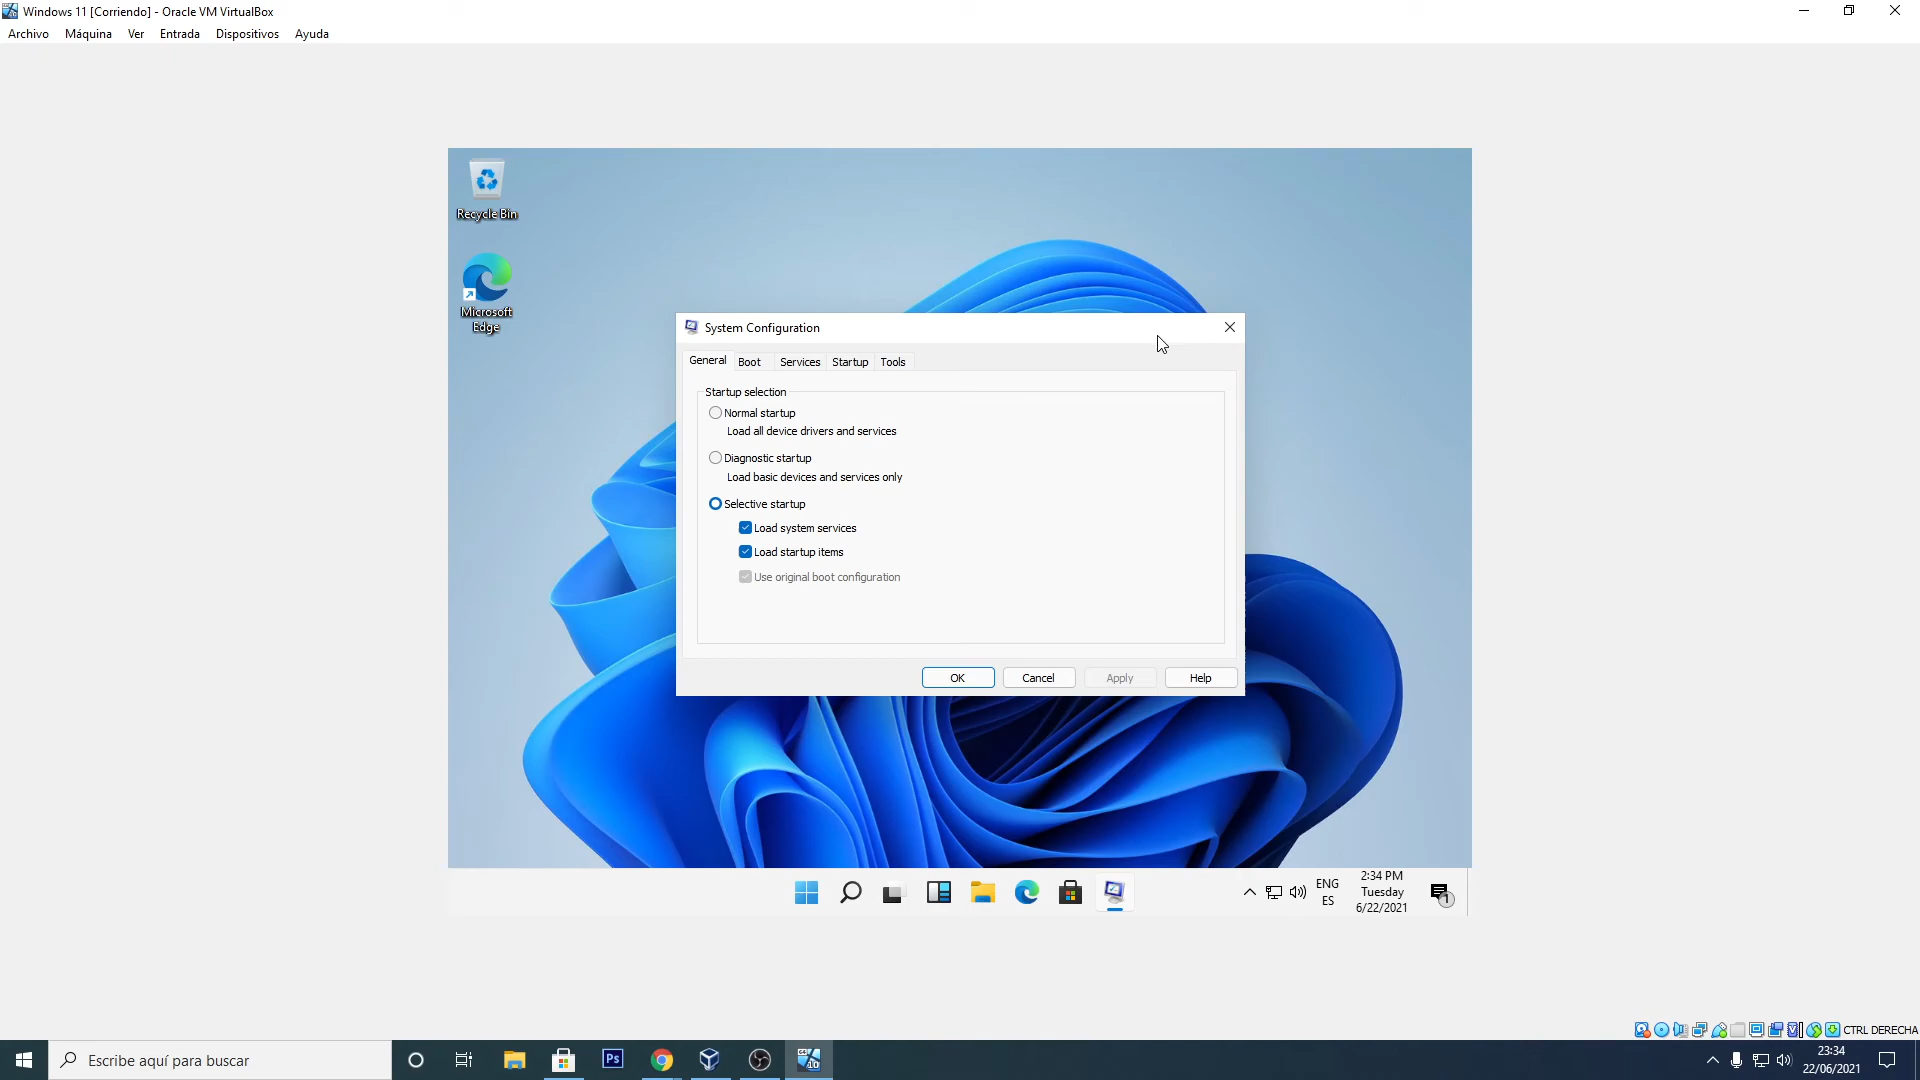 Windows 11 [Corriendo] - Oracle VM VirtualBox
Archivo Máquina Ver Entrada Dispositivos Ayuda
Recycle Bin
Microsoft
Edge
System Configuration
General Boot Services Startup Tools
Startup selection
Normal startup
Load all device drivers and services
Diagnostic startup
Load basic devices and services only
Selective startup
Load system services
Load startup items
Use original boot configuration
OK Cancel Apply Help
ENG
ES
2:34 PM
Tuesday
6/22/2021
1
CTRL DERECHA
Escribe aquí para buscar
Ps
64
10
23:34
22/06/2021